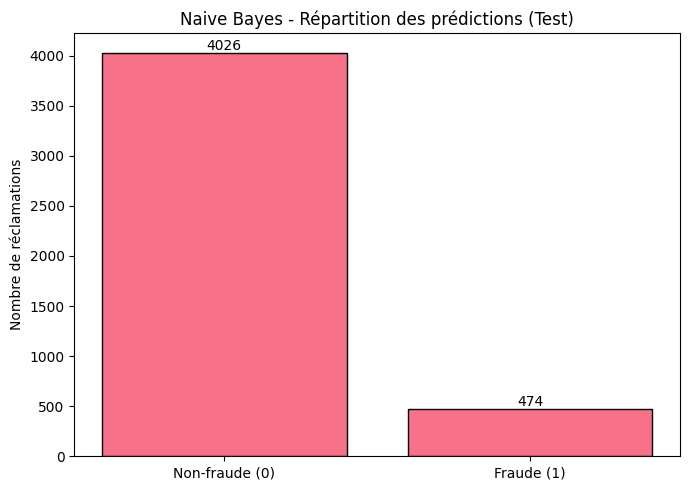 Naive Bayes - Répartition des prédictions (Test)
Nombre de réclamations
4000
3500
3000
2500
2000
1500
1000
500
0
4026
474
Non-fraude (0)
Fraude (1)